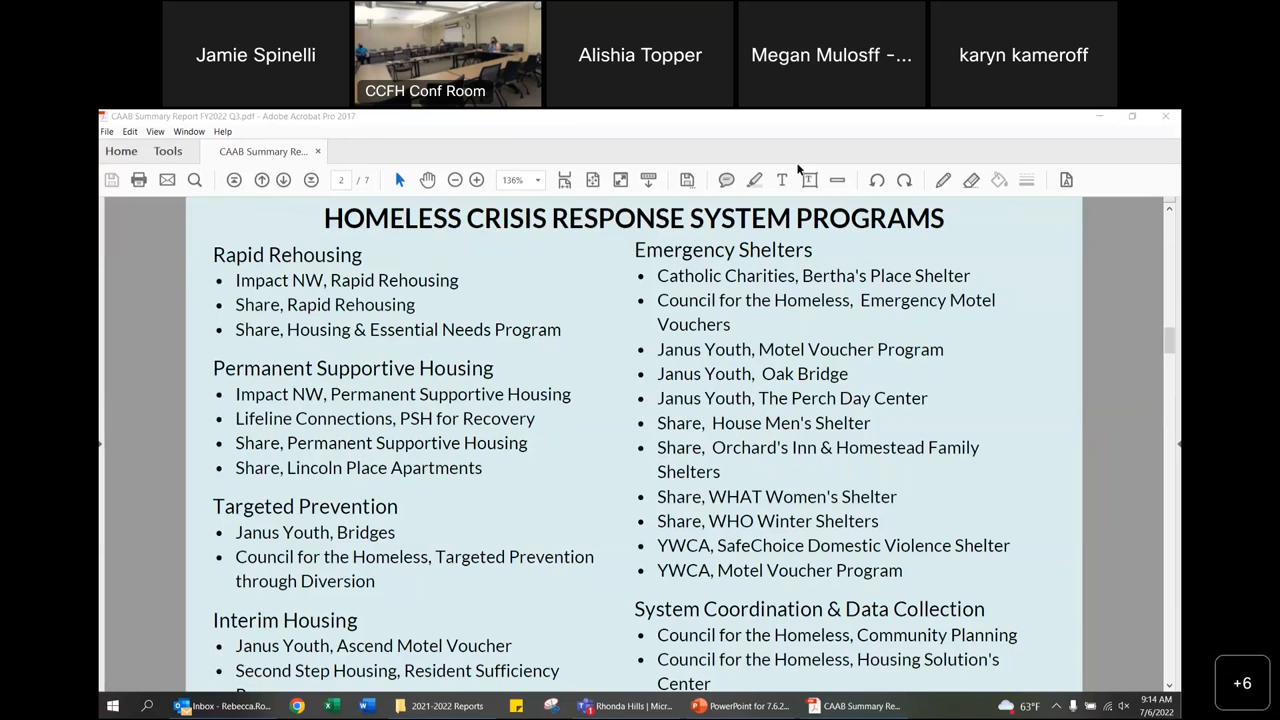 Jamie Spinelli
CCFH Conf Room
Alishia Topper
Megan Mulosff -...
karyn kameroff
CAAB Summary Report FY2022 Q3.pdf - Adobe Acrobat Pro 2017
File Edit View Window Help
Home Tools CAAB Summary Re... ×
2 / 7 136%
HOMELESS CRISIS RESPONSE SYSTEM PROGRAMS
Rapid Rehousing
• Impact NW, Rapid Rehousing
• Share, Rapid Rehousing
• Share, Housing & Essential Needs Program
Permanent Supportive Housing
• Impact NW, Permanent Supportive Housing
• Lifeline Connections, PSH for Recovery
• Share, Permanent Supportive Housing
• Share, Lincoln Place Apartments
Targeted Prevention
• Janus Youth, Bridges
• Council for the Homeless, Targeted Prevention
through Diversion
Interim Housing
• Janus Youth, Ascend Motel Voucher
• Second Step Housing, Resident Sufficiency
Emergency Shelters
• Catholic Charities, Bertha's Place Shelter
• Council for the Homeless, Emergency Motel
Vouchers
• Janus Youth, Motel Voucher Program
• Janus Youth, Oak Bridge
• Janus Youth, The Perch Day Center
• Share, House Men's Shelter
• Share, Orchard's Inn & Homestead Family
Shelters
• Share, WHAT Women's Shelter
• Share, WHO Winter Shelters
• YWCA, SafeChoice Domestic Violence Shelter
• YWCA, Motel Voucher Program
System Coordination & Data Collection
• Council for the Homeless, Community Planning
• Council for the Homeless, Housing Solution's
Center
+6
Inbox - Rebecca.Ro... 2021-2022 Reports Rhonda Hills | Micr... PowerPoint for 7.6.2... CAAB Summary Re... 63°F 9:14 AM
7/6/2022